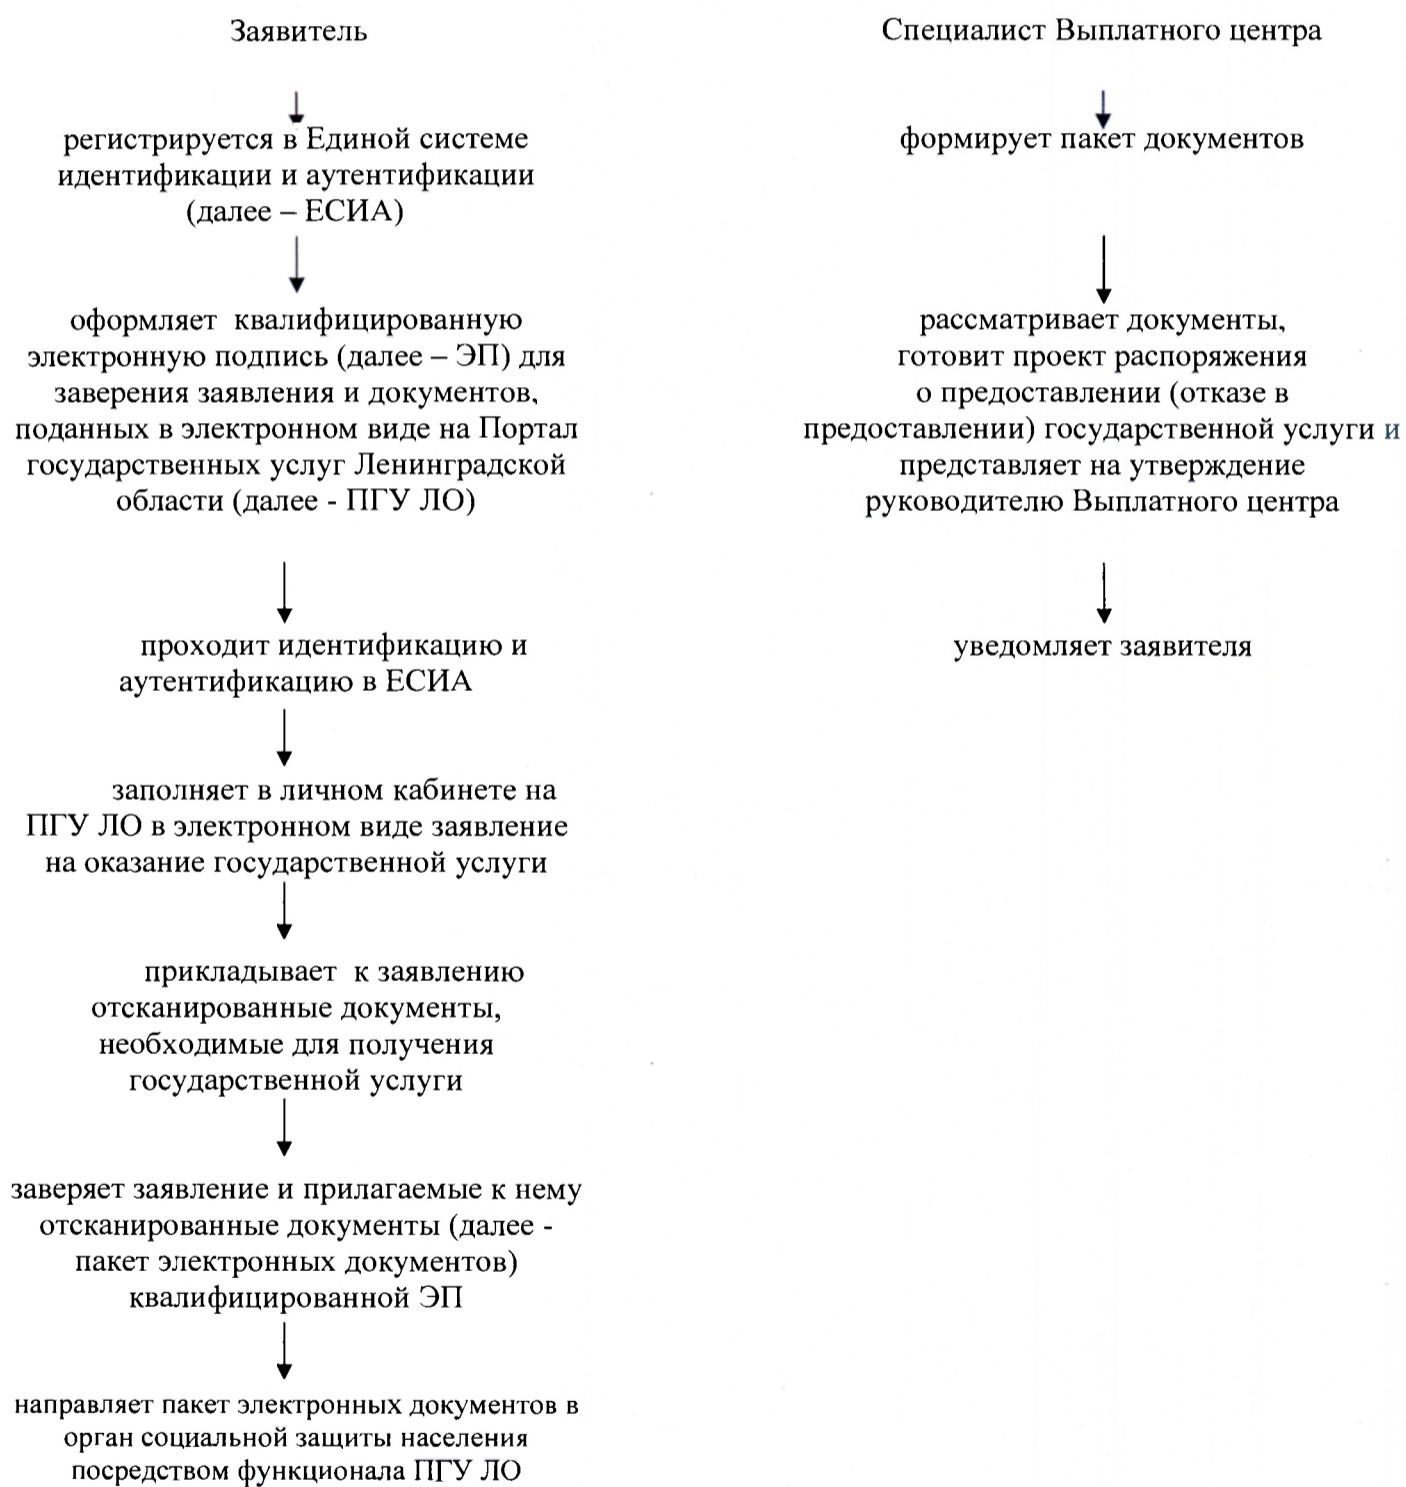 Заявитель
регистрируется в Единой системе
идентификации и аутентификации
(далее – ЕСИА)
оформляет квалифицированную
электронную подпись (далее – ЭП) для
заверения заявления и документов,
поданных в электронном виде на Портал
государственных услуг Ленинградской
области (далее - ПГУ ЛО)
проходит идентификацию и
аутентификацию в ЕСИА
заполняет в личном кабинете на
ПГУ ЛО в электронном виде заявление
на оказание государственной услуги
прикладывает к заявлению
отсканированные документы,
необходимые для получения
государственной услуги
заверяет заявление и прилагаемые к нему
отсканированные документы (далее -
пакет электронных документов)
квалифицированной ЭП
направляет пакет электронных документов в
орган социальной защиты населения
посредством функционала ПГУ ЛО
Специалист Выплатного центра
формирует пакет документов
рассматривает документы,
готовит проект распоряжения
о предоставлении (отказе в
предоставлении) государственной услуги и
представляет на утверждение
руководителю Выплатного центра
уведомляет заявителя